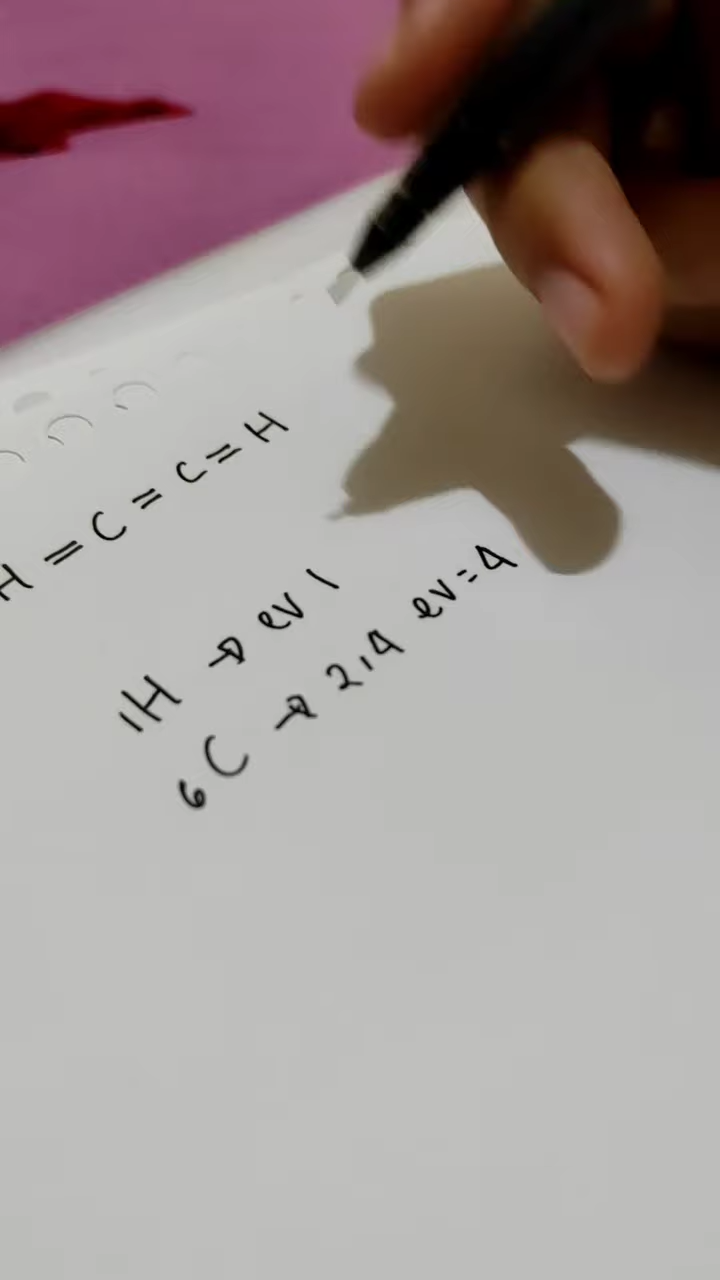 H = C = C = H
1H → ev 1
6C → 2,4 ev = 4